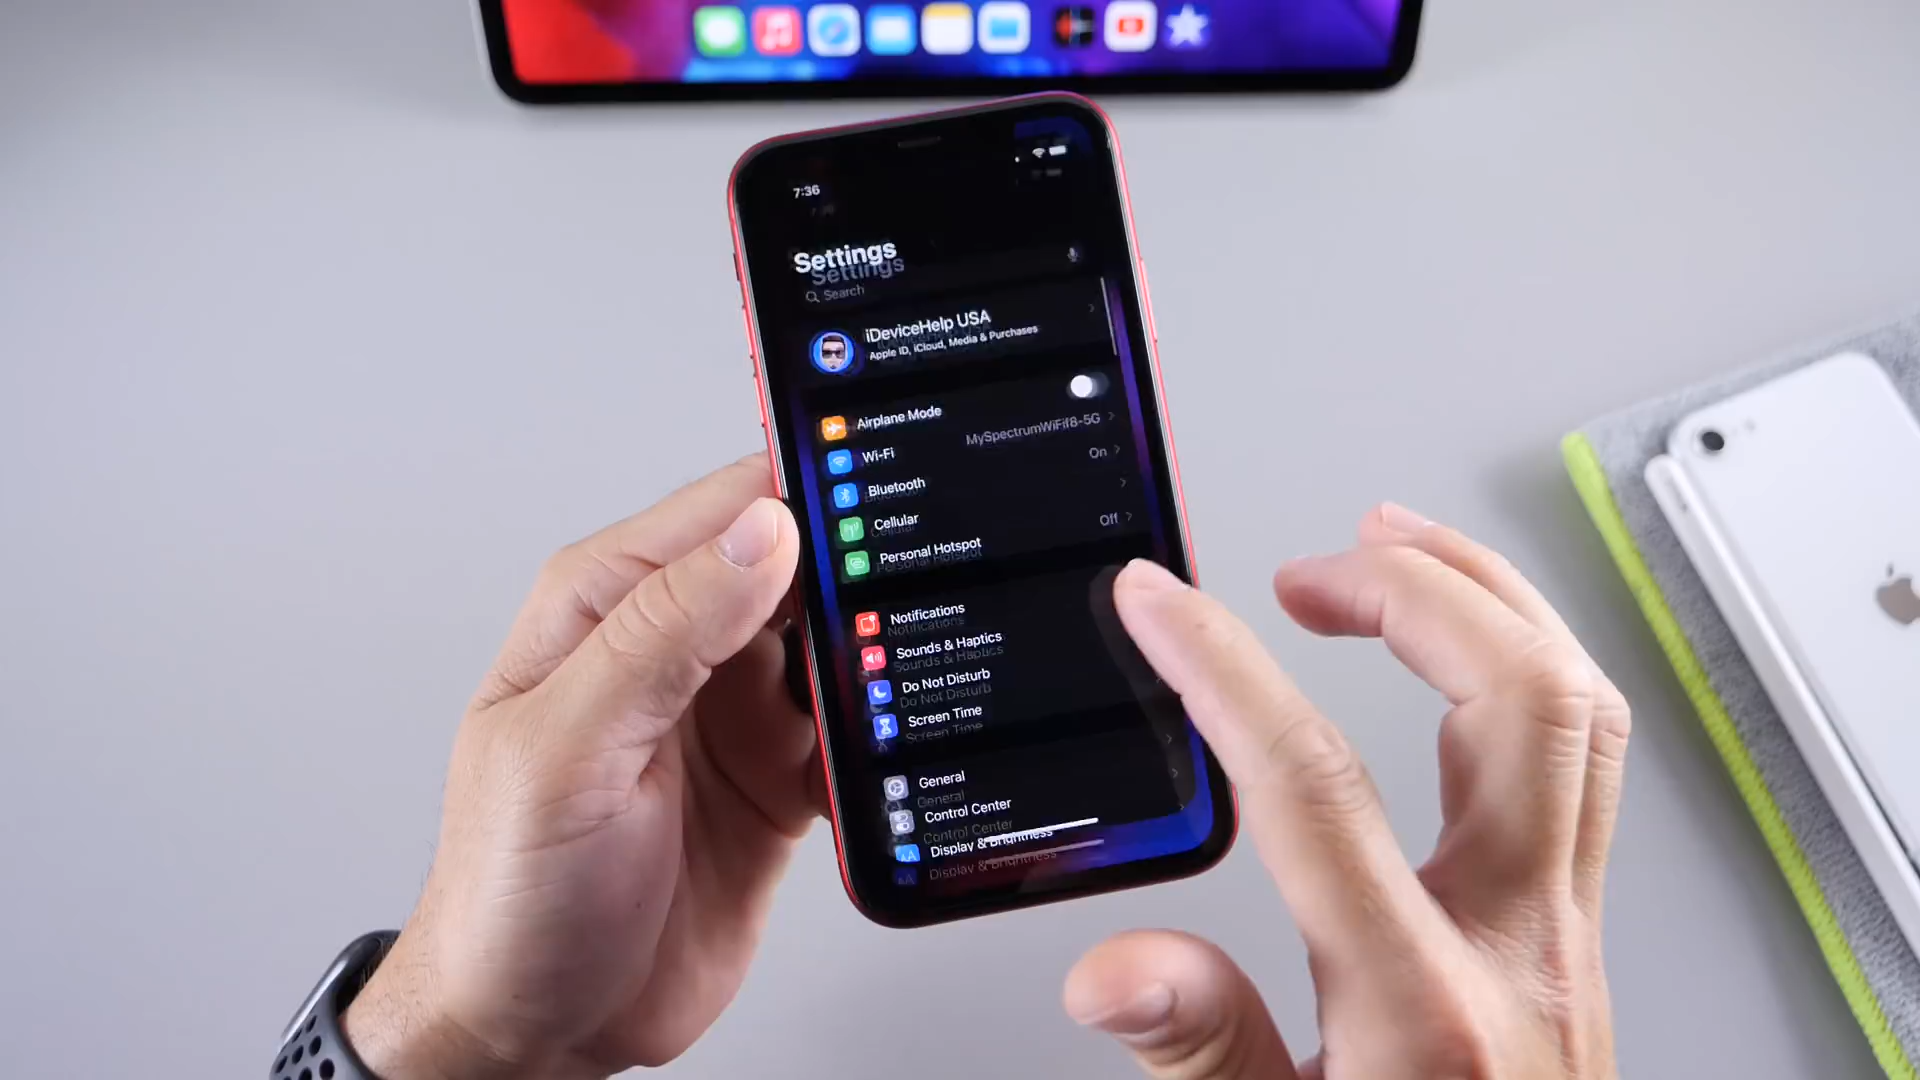 7:36
Settings
Search
iDeviceHelp USA
Apple ID, iCloud, Media & Purchases
Airplane Mode
Wi-Fi
MySpectrumWiFif8-5G
Bluetooth
On
Cellular
Personal Hotspot
Off
Notifications
Sounds & Haptics
Do Not Disturb
Screen Time
General
Control Center
Display & Brightness